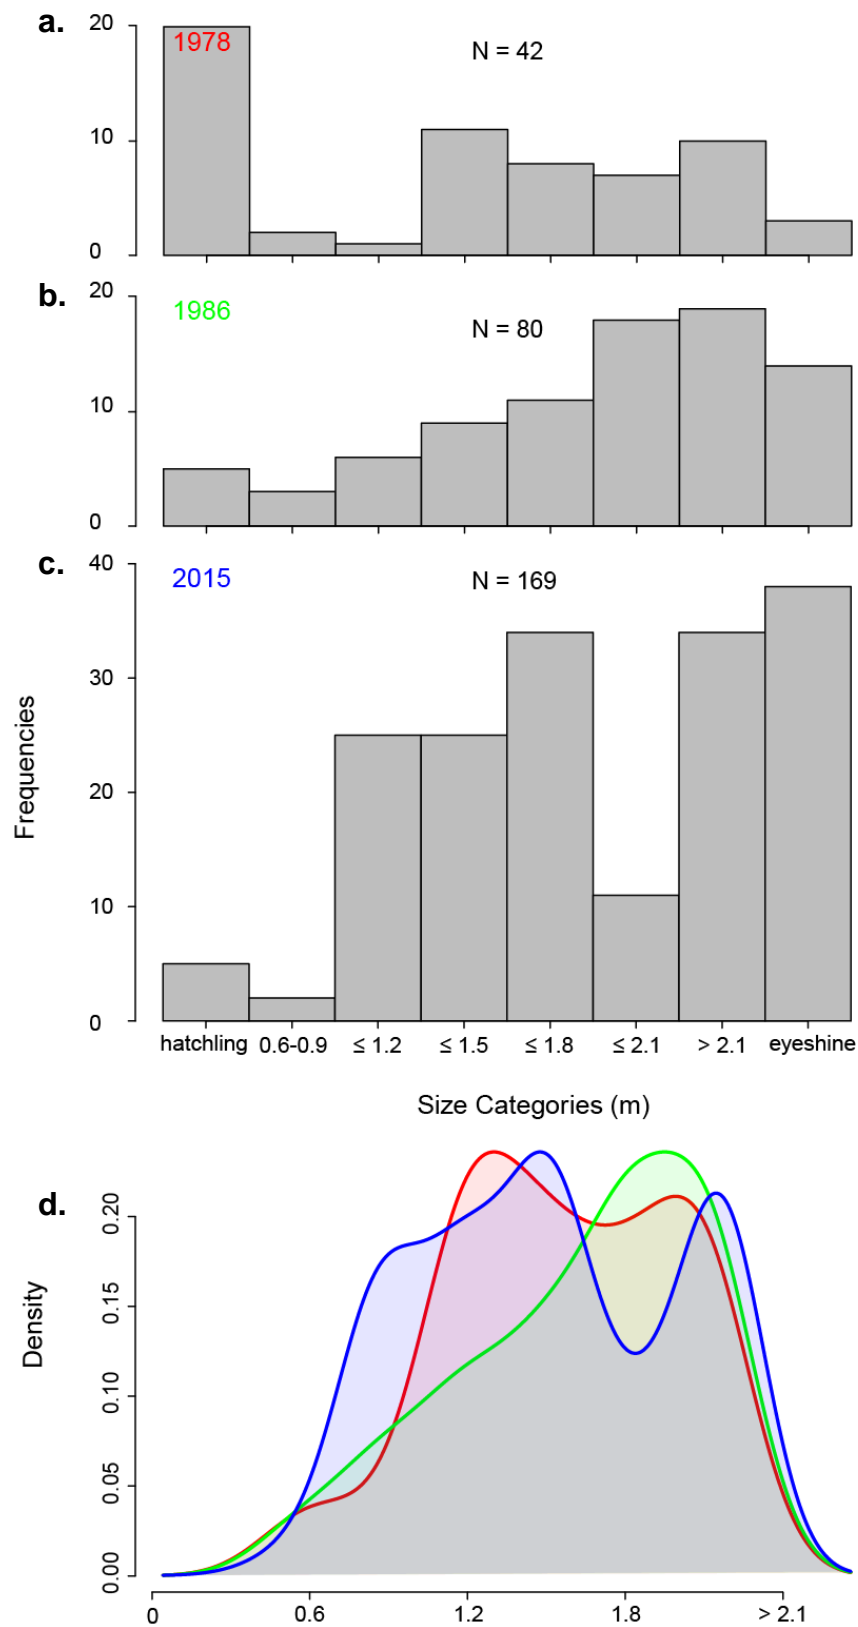 a.
1978
N = 42
20
10
0
b.
1986
N = 80
20
10
0
c.
2015
N = 169
40
30
20
10
0
Frequencies
hatchling 0.6-0.9 ≤ 1.2 ≤ 1.5 ≤ 1.8 ≤ 2.1 > 2.1 eyeshine
Size Categories (m)
d.
0.20
0.15
0.10
0.05
0.00
Density
0 0.6 1.2 1.8 > 2.1